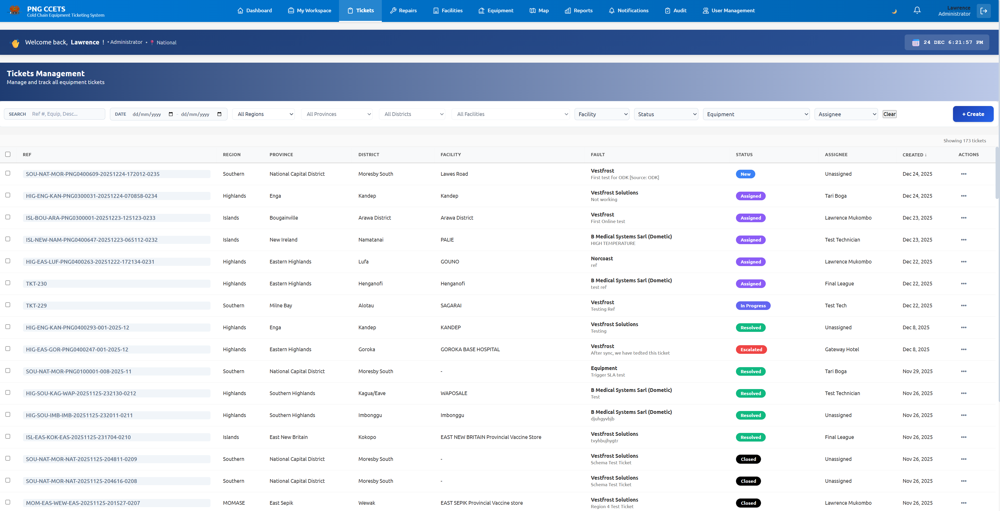 PNG CCETS
Cold Chain Equipment Ticketing System
Dashboard My Workspace Tickets Repairs Facilities Equipment Map Reports Notifications Audit User Management
Lawrence
Administrator
Welcome back, Lawrence ! • Administrator • National
24 DEC 6:21:57 PM
Tickets Management
Manage and track all equipment tickets
SEARCH Ref #, Equip, Desc... DATE dd/mm/yyyy - dd/mm/yyyy All Regions All Provinces All Districts All Facilities Facility Status Equipment Assignee Clear + Create
Showing 173 tickets
REF REGION PROVINCE DISTRICT FACILITY FAULT STATUS ASSIGNEE CREATED ↓ ACTIONS
SOU-NAT-MOR-PNG0400609-20251224-172012-0235 Southern National Capital District Moresby South Lawes Road Vestfrost New Unassigned Dec 24, 2025 •••
First test for ODK [Source: ODK]
HIG-ENG-KAN-PNG0300031-20251224-070858-0234 Highlands Enga Kandep Kandep Vestfrost Solutions Assigned Tari Boga Dec 24, 2025 •••
Not working
ISL-BOU-ARA-PNG0300001-20251223-125123-0233 Islands Bougainville Arawa District Arawa District Vestfrost Assigned Lawrence Mukombo Dec 23, 2025 •••
First Online test
ISL-NEW-NAM-PNG0400647-20251223-065112-0232 Islands New Ireland Namatanai PALIE B Medical Systems Sarl (Dometic) Assigned Test Technician Dec 23, 2025 •••
HIGH TEMPERATURE
HIG-EAS-LUF-PNG0400263-20251222-172134-0231 Highlands Eastern Highlands Lufa GOUNO Norcoast Assigned Lawrence Mukombo Dec 22, 2025 •••
ref
TKT-230 Highlands Eastern Highlands Henganofi Henganofi B Medical Systems Sarl (Dometic) Assigned Final League Dec 22, 2025 •••
test ref
TKT-229 Southern Milne Bay Alotau SAGARAI Vestfrost In Progress Test Tech Dec 22, 2025 •••
Testing Ref
HIG-ENG-KAN-PNG0400293-001-2025-12 Highlands Enga Kandep KANDEP Vestfrost Solutions Resolved Unassigned Dec 8, 2025 •••
Testing
HIG-EAS-GOR-PNG0400247-001-2025-12 Highlands Eastern Highlands Goroka GOROKA BASE HOSPITAL Vestfrost Escalated Gateway Hotel Dec 8, 2025 •••
After sync, we have tedted this ticket
SOU-NAT-MOR-PNG0100001-008-2025-11 Southern National Capital District Moresby South - Equipment Resolved Tari Boga Nov 29, 2025 •••
Trigger SLA test
HIG-SOU-KAG-WAP-20251125-232130-0212 Highlands Southern Highlands Kagua/Eave WAPOSALE B Medical Systems Sarl (Dometic) Resolved Test Technician Nov 26, 2025 •••
Test
HIG-SOU-IMB-IMB-20251125-232011-0211 Highlands Southern Highlands Imbonggu Imbonggu B Medical Systems Sarl (Dometic) Resolved Unassigned Nov 26, 2025 •••
djuhgyvbjb
ISL-EAS-KOK-EAS-20251125-231704-0210 Islands East New Britain Kokopo EAST NEW BRITAIN Provincial Vaccine Store Vestfrost Solutions Resolved Final League Nov 26, 2025 •••
tvyhbujhygtr
SOU-NAT-MOR-NAT-20251125-204811-0209 Southern National Capital District Moresby South - Vestfrost Solutions Closed Unassigned Nov 26, 2025 •••
Schema Test Ticket
SOU-NAT-MOR-NAT-20251125-204616-0208 Southern National Capital District Moresby South - Vestfrost Solutions Closed Unassigned Nov 26, 2025 •••
Schema Test Ticket
MOM-EAS-WEW-EAS-20251125-201527-0207 MOMASE East Sepik Wewak EAST SEPIK Provincial Vaccine store Vestfrost Solutions Closed Lawrence Mukombo Nov 26, 2025 •••
Region 4 Test Ticket